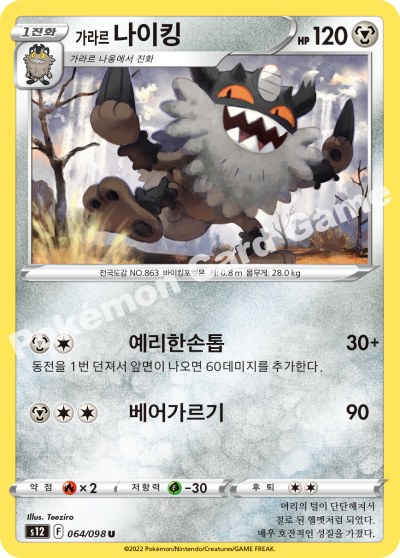 1진화
가라르 나이킹
HP 120
가라르 나옹에서 진화
전국도감 NO.863 바이킹포켓몬 키: 0.8 m 몸무게: 28.0 kg
Pokémon Card Game
예리한손톱 30+
동전을 1번 던져서 앞면이 나오면 60데미지를 추가한다.
베어가르기 90
약점 ×2 저항력 -30 후퇴
Illus. Teeziro
s12 F 064/098 U
머리의 털이 단단해져서
철로 된 헬멧처럼 되었다.
매우 호전적인 성질을 가졌다.
©2022 Pokémon/Nintendo/Creatures/GAME FREAK.